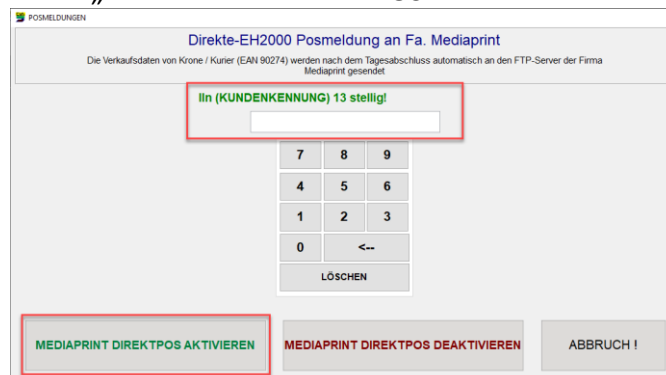 „
POSMELDUNGEN
Direkte-EH2000 Posmeldung an Fa. Mediaprint
Die Verkaufsdaten von Krone / Kurier (EAN 90274) werden nach dem Tagesabschluss automatisch an den FTP-Server der Firma
Mediaprint gesendet
Iln (KUNDENKENNUNG) 13 stellig!
7 8 9
4 5 6
1 2 3
0 <--
LÖSCHEN
MEDIAPRINT DIREKTPOS AKTIVIEREN MEDIAPRINT DIREKTPOS DEAKTIVIEREN ABBRUCH !